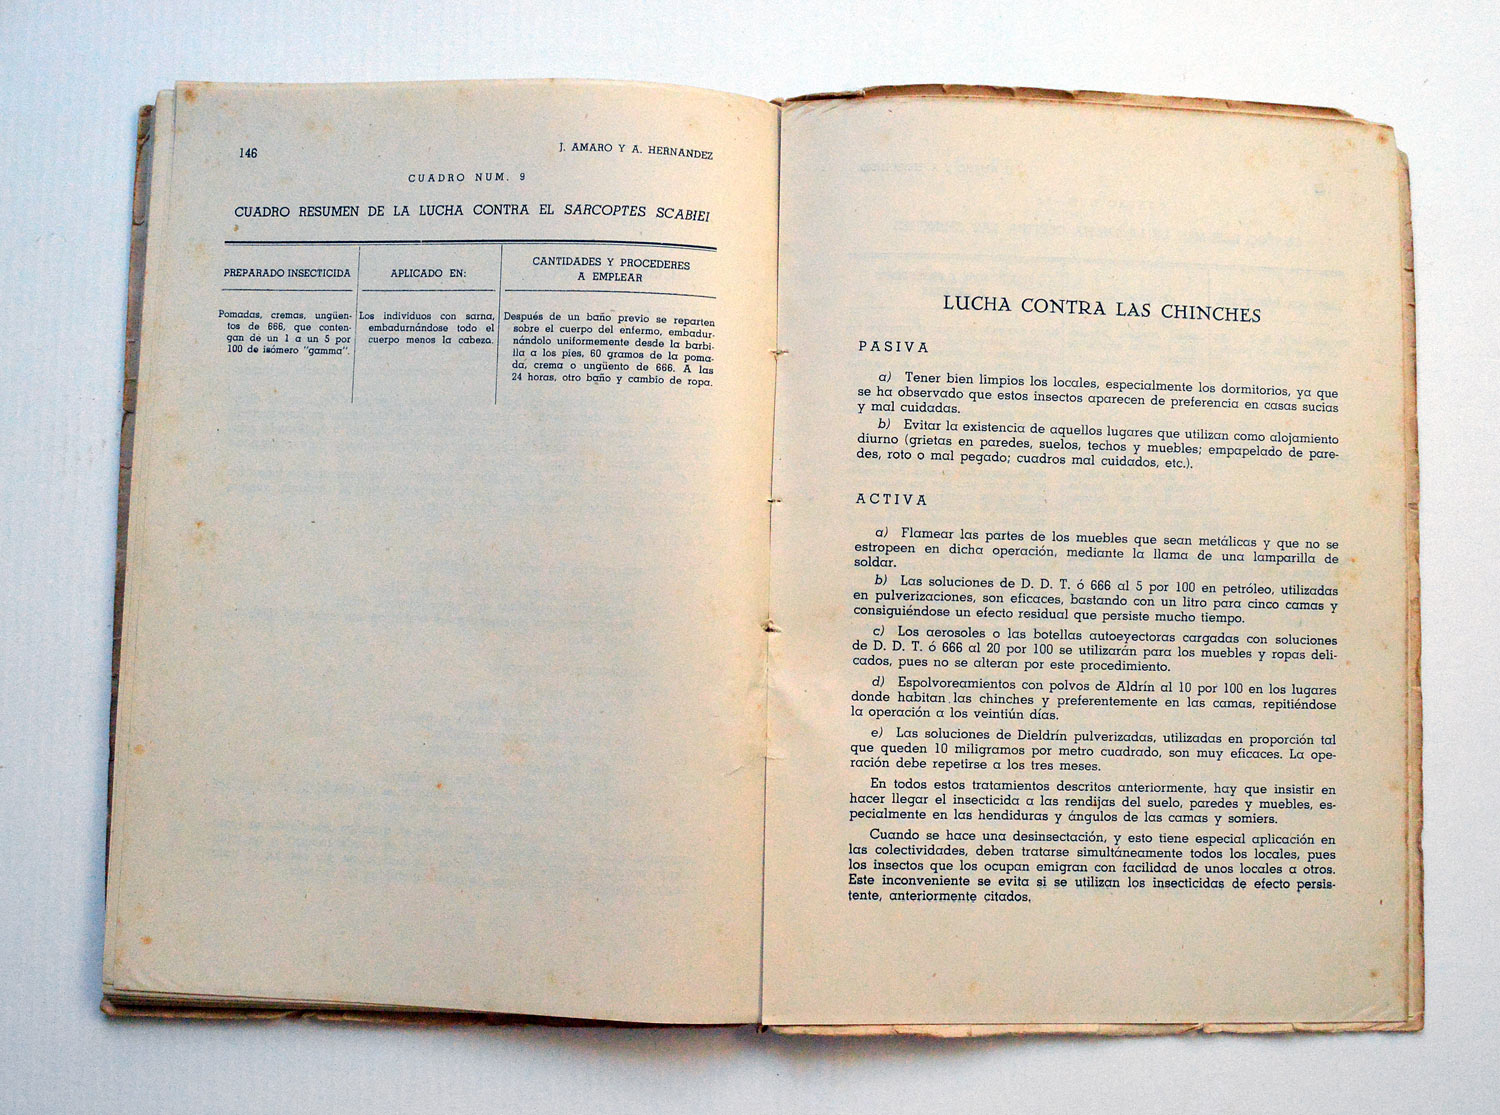 146
J. AMARO Y A. HERNANDEZ
CUADRO NUM. 9
CUADRO RESUMEN DE LA LUCHA CONTRA EL SARCOPTES SCABIEI
PREPARADO INSECTICIDA
Pomadas, cremas, ungüen-
tos de 666, que conten-
gan de un 1 a un 5 por
100 de isómero "gamma".
APLICADO EN:
Los individuos con sarna,
embadurnándose todo el
cuerpo menos la cabeza.
CANTIDADES Y PROCEDERES
A EMPLEAR
Después de un baño previo se reparten
sobre el cuerpo del enfermo, embadur-
nándolo uniformemente desde la barbi-
lla a los pies, 60 gramos de la poma-
da, crema o ungüento de 666. A las
24 horas, otro baño y cambio de ropa.
LUCHA CONTRA LAS CHINCHES
PASIVA
a) Tener bien limpios los locales, especialmente los dormitorios, ya que
se ha observado que estos insectos aparecen de preferencia en casas sucias
y mal cuidadas.
b) Evitar la existencia de aquellos lugares que utilizan como alojamiento
diurno (grietas en paredes, suelos, techos y muebles; empapelado de pare-
des, roto o mal pegado; cuadros mal cuidados, etc.).
ACTIVA
a) Flamear las partes de los muebles que sean metálicas y que no se
estropeen en dicha operación, mediante la llama de una lamparilla de
soldar.
b) Las soluciones de D. D. T. ó 666 al 5 por 100 en petróleo, utilizadas
en pulverizaciones, son eficaces, bastando con un litro para cinco camas y
consiguiéndose un efecto residual que persiste mucho tiempo.
c) Los aerosoles o las botellas autoeyectoras cargadas con soluciones
de D. D. T. ó 666 al 20 por 100 se utilizarán para los muebles y ropas deli-
cados, pues no se alteran por este procedimiento.
d) Espolvoreamientos con polvos de Aldrín al 10 por 100 en los lugares
donde habitan las chinches y preferentemente en las camas, repitiéndose
la operación a los veintiún días.
e) Las soluciones de Dieldrín pulverizadas, utilizadas en proporción tal
que queden 10 miligramos por metro cuadrado, son muy eficaces. La ope-
ración debe repetirse a los tres meses.
En todos estos tratamientos descritos anteriormente, hay que insistir en
hacer llegar el insecticida a las rendijas del suelo, paredes y muebles, es-
pecialmente en las hendiduras y ángulos de las camas y somiers.
Cuando se hace una desinsectación, y esto tiene especial aplicación en
las colectividades, deben tratarse simultáneamente todos los locales, pues
los insectos que los ocupan emigran con facilidad de unos locales a otros.
Este inconveniente se evita si se utilizan los insecticidas de efecto persis-
tente, anteriormente citados.